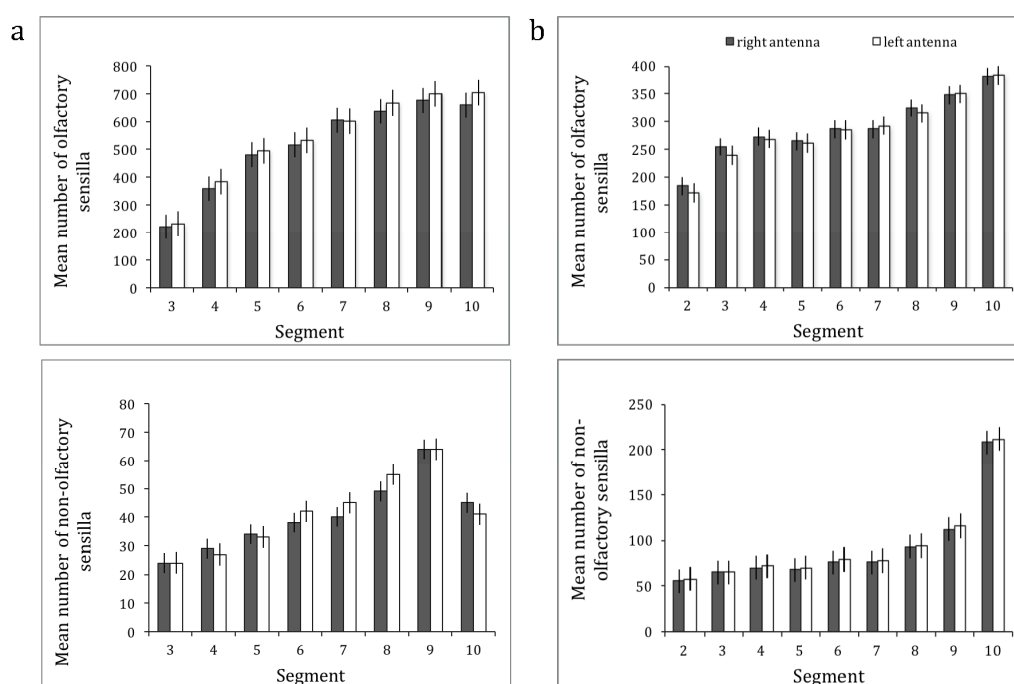 a
Mean number of olfactory
sensilla
800
700
600
500
400
300
200
100
0
3 4 5 6 7 8 9 10
Segment
b
right antenna left antenna
Mean number of olfactory
sensilla
400
350
300
250
200
150
100
50
0
2 3 4 5 6 7 8 9 10
Segment
Mean number of non-olfactory
sensilla
80
70
60
50
40
30
20
10
0
3 4 5 6 7 8 9 10
Segment
Mean number of non-
olfactory sensilla
250
200
150
100
50
0
2 3 4 5 6 7 8 9 10
Segment